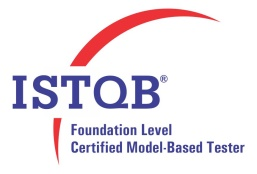 ISTQB®
Foundation Level
Certified Model-Based Tester